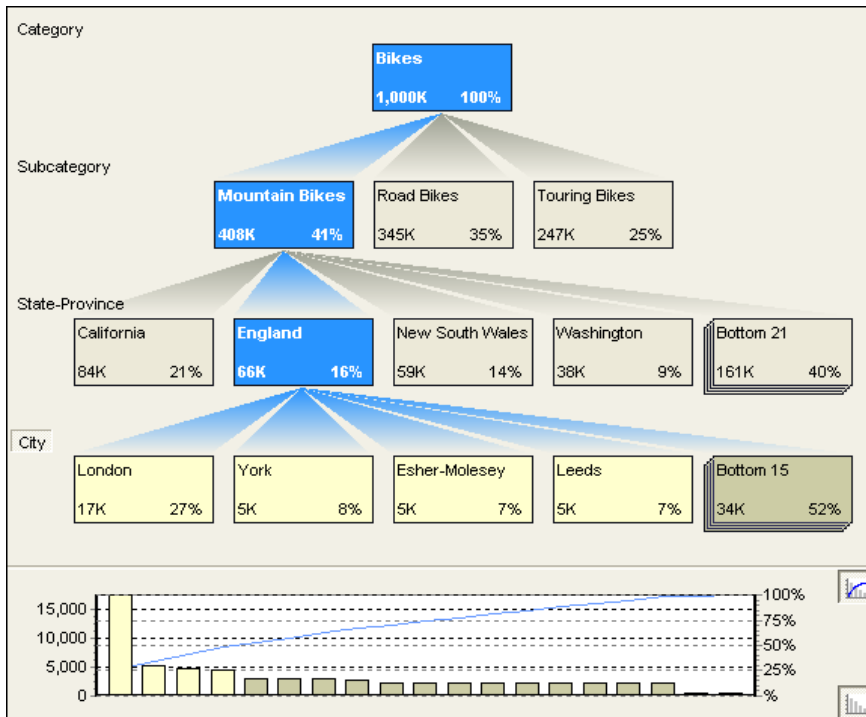 Category
Bikes
1,000K 100%
Subcategory
Mountain Bikes
408K 41%
Road Bikes
345K 35%
Touring Bikes
247K 25%
State-Province
California
84K 21%
England
66K 16%
New South Wales
59K 14%
Washington
38K 9%
Bottom 21
161K 40%
City
London
17K 27%
York
5K 8%
Esher-Molesey
5K 7%
Leeds
5K 7%
Bottom 15
34K 52%
15,000
10,000
5,000
0
100%
75%
50%
25%
%